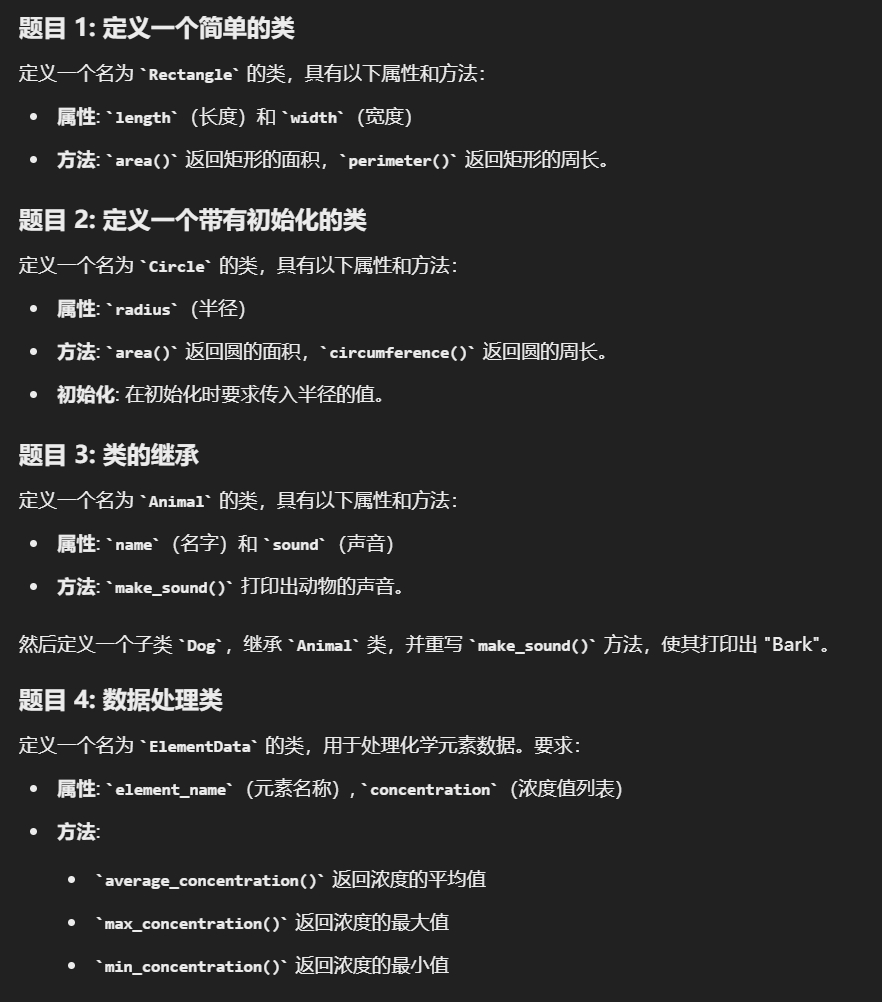 题目 1: 定义一个简单的类
定义一个名为 `Rectangle` 的类，具有以下属性和方法：
• 属性: `length`（长度）和 `width`（宽度）
• 方法: `area()` 返回矩形的面积，`perimeter()` 返回矩形的周长。
题目 2: 定义一个带有初始化的类
定义一个名为 `Circle` 的类，具有以下属性和方法：
• 属性: `radius`（半径）
• 方法: `area()` 返回圆的面积，`circumference()` 返回圆的周长。
• 初始化: 在初始化时要求传入半径的值。
题目 3: 类的继承
定义一个名为 `Animal` 的类，具有以下属性和方法：
• 属性: `name`（名字）和 `sound`（声音）
• 方法: `make_sound()` 打印出动物的声音。
然后定义一个子类 `Dog`，继承 `Animal` 类，并重写 `make_sound()` 方法，使其打印出 "Bark"。
题目 4: 数据处理类
定义一个名为 `ElementData` 的类，用于处理化学元素数据。要求：
• 属性: `element_name`（元素名称）, `concentration`（浓度值列表）
• 方法:
• `average_concentration()` 返回浓度的平均值
• `max_concentration()` 返回浓度的最大值
• `min_concentration()` 返回浓度的最小值